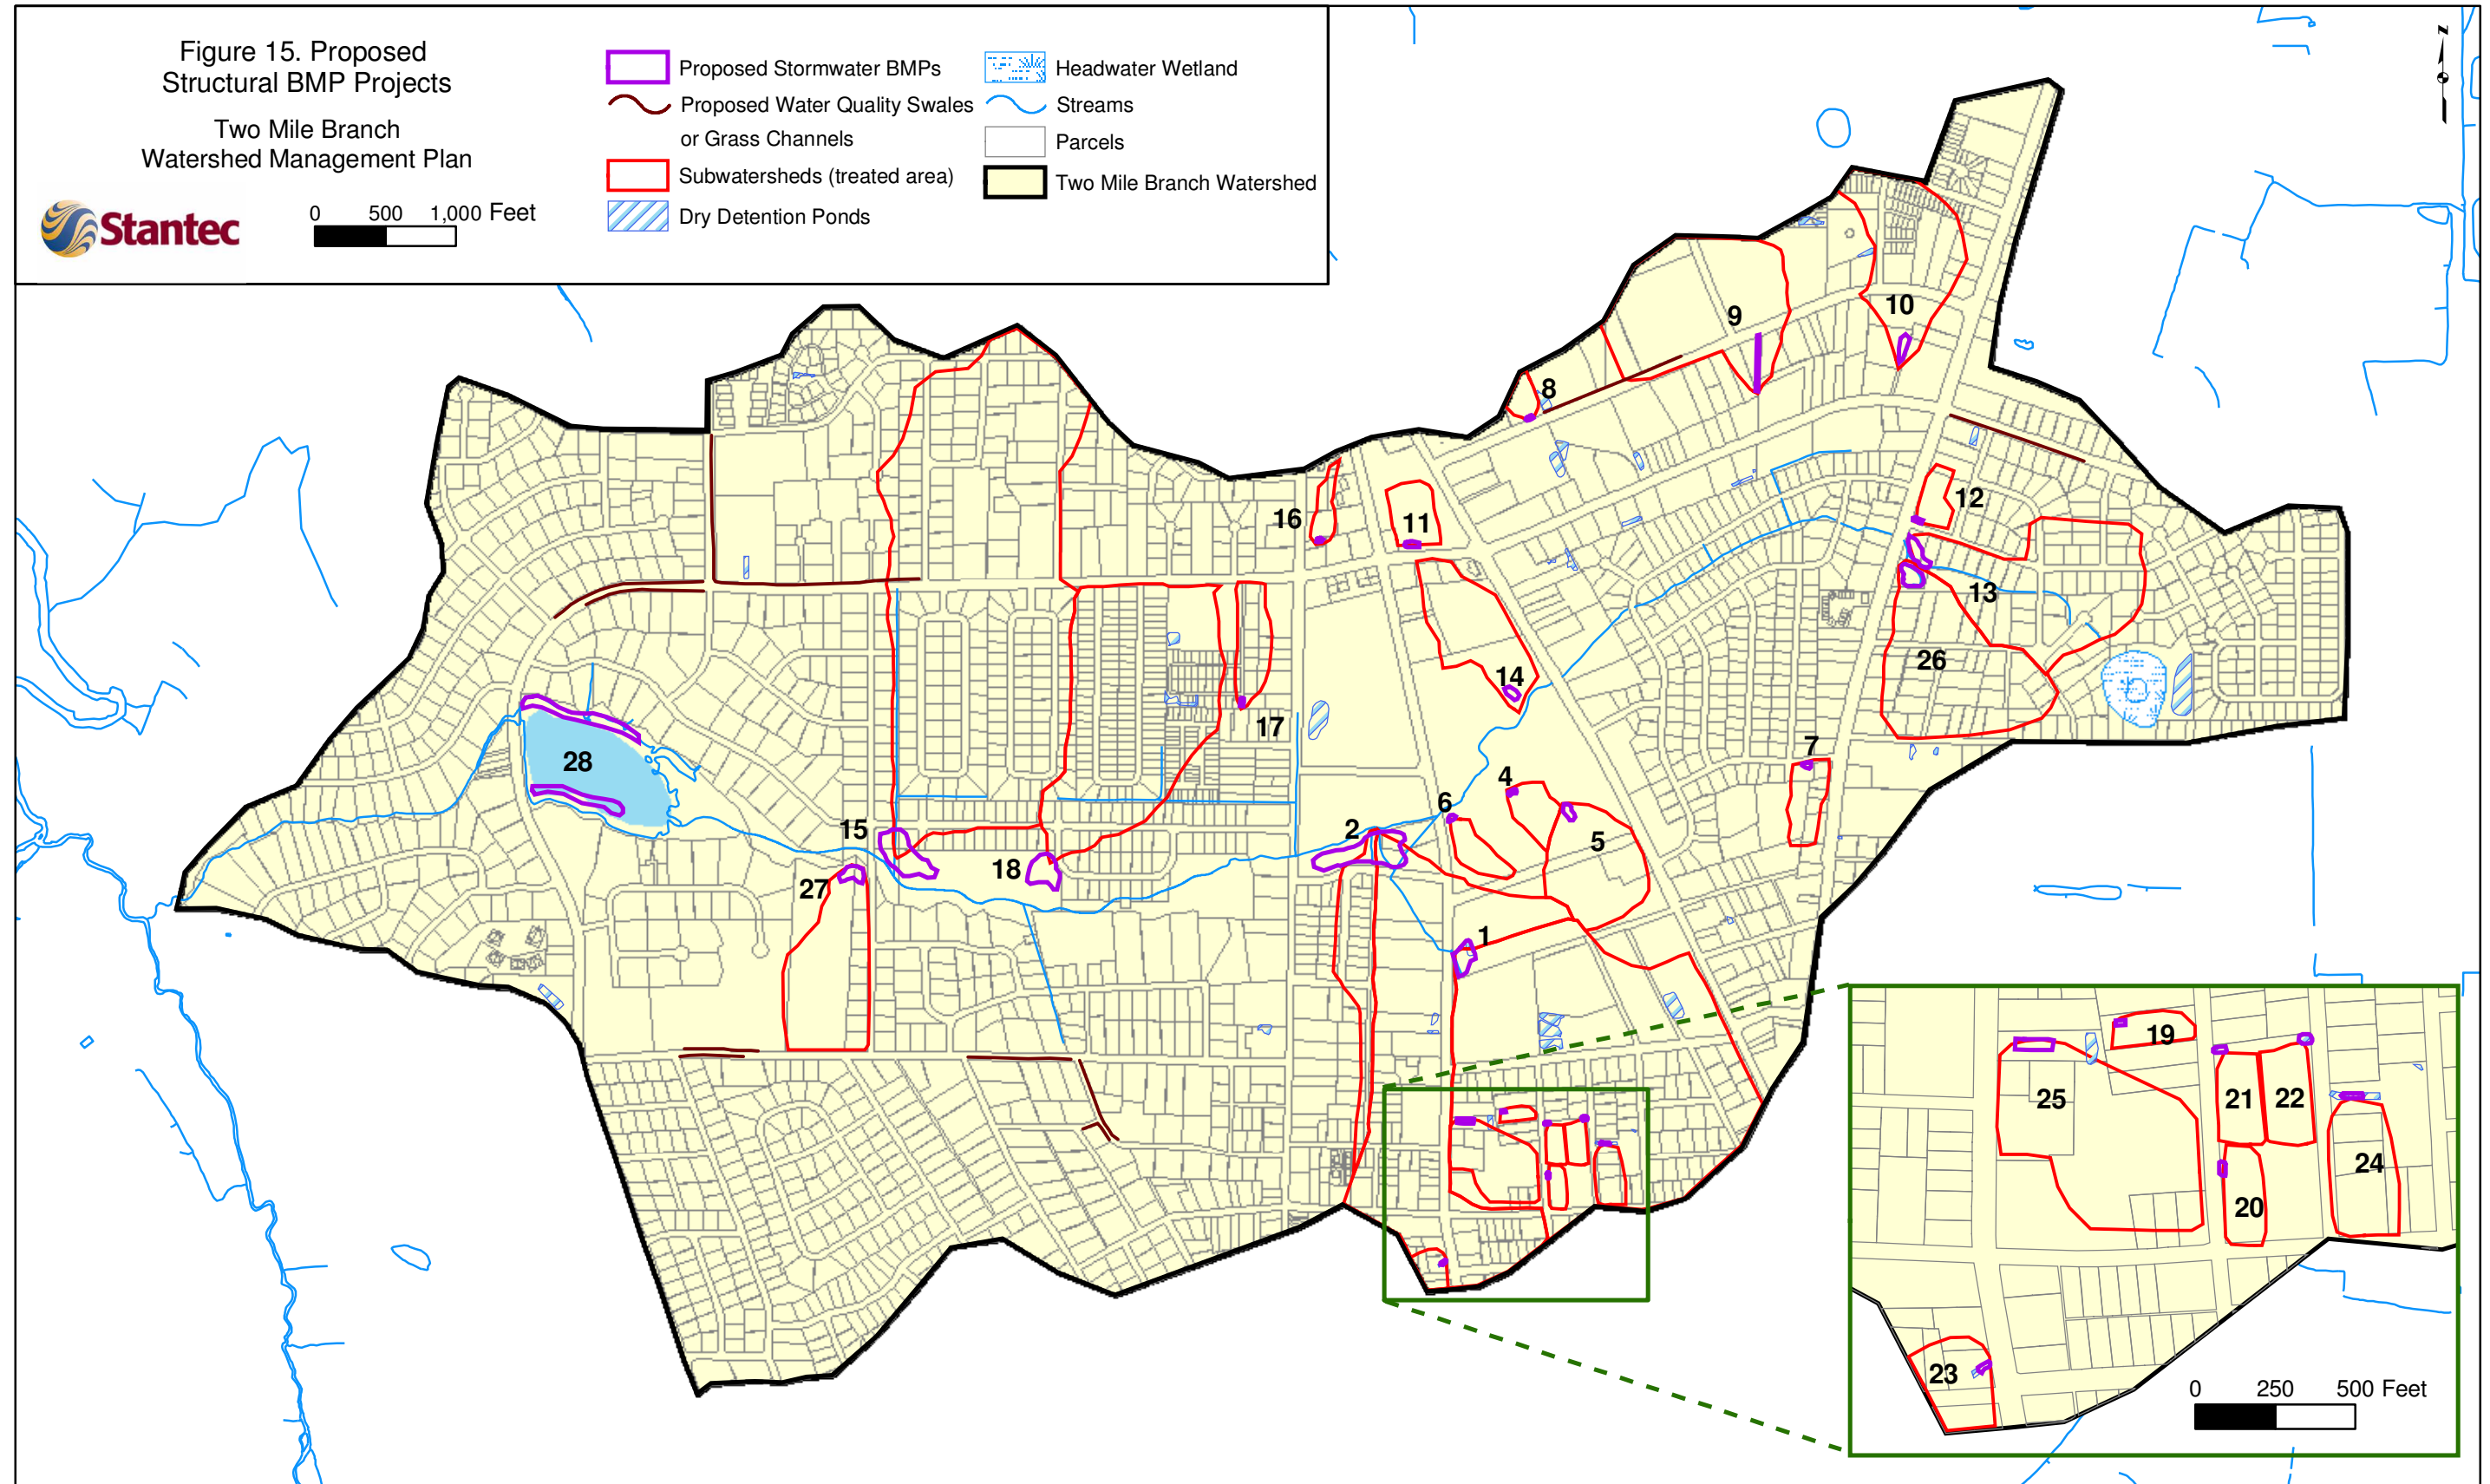 Figure 15. Proposed
Structural BMP Projects
Two Mile Branch
Watershed Management Plan
Stantec
0 500 1,000 Feet
Proposed Stormwater BMPs
Proposed Water Quality Swales
or Grass Channels
Subwatersheds (treated area)
Dry Detention Ponds
Headwater Wetland
Streams
Parcels
Two Mile Branch Watershed
N
10
9
8
12
16
11
13
26
14
17
7
28
4
6
15
2
5
18
27
1
19
25
21
22
24
20
23
0 250 500 Feet